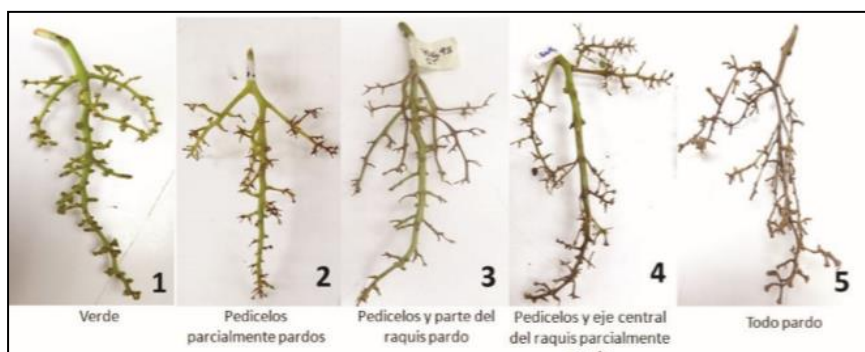 1
2
3
4
5
Verde
Pedicelos
parcialmente pardos
Pedicelos y parte del
raquis pardo
Pedicelos y eje central
del raquis parcialmente
Todo pardo